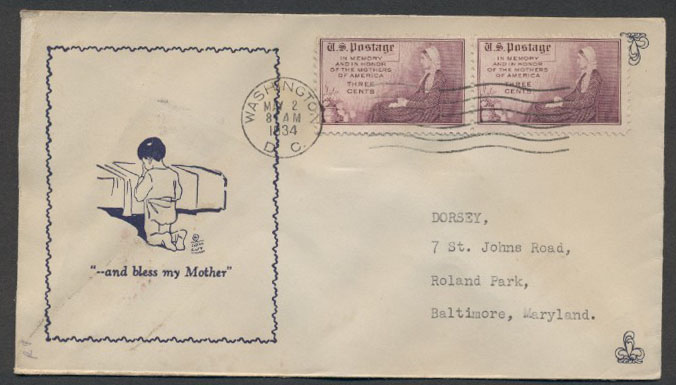 U.S. Postage
IN MEMORY
AND IN HONOR
OF THE MOTHERS
OF AMERICA
THREE
CENTS
U.S. Postage
IN MEMORY
AND IN HONOR
OF THE MOTHERS
OF AMERICA
THREE
CENTS
WASHINGTON
MAY 2
8 AM
1934
D. C.
"--and bless my Mother"
DORSEY,
7 St. Johns Road,
Roland Park,
Baltimore, Maryland.